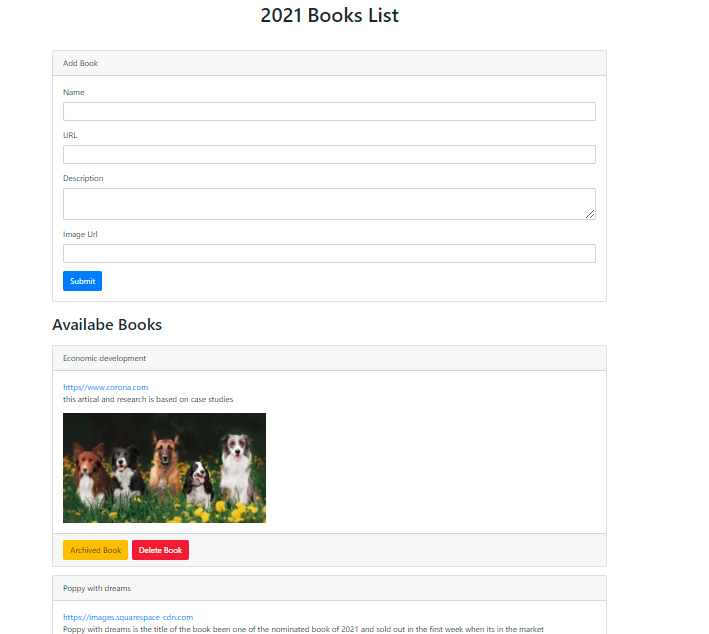 2021 Books List
Add Book
Name
URL
Description
Image Url
Submit
Availabe Books
Economic development
https//www.corona.com
this artical and research is based on case studies
Archived Book Delete Book
Poppy with dreams
https://images.squarespace-cdn.com
Poppy with dreams is the title of the book been one of the nominated book of 2021 and sold out in the first week when its in the market